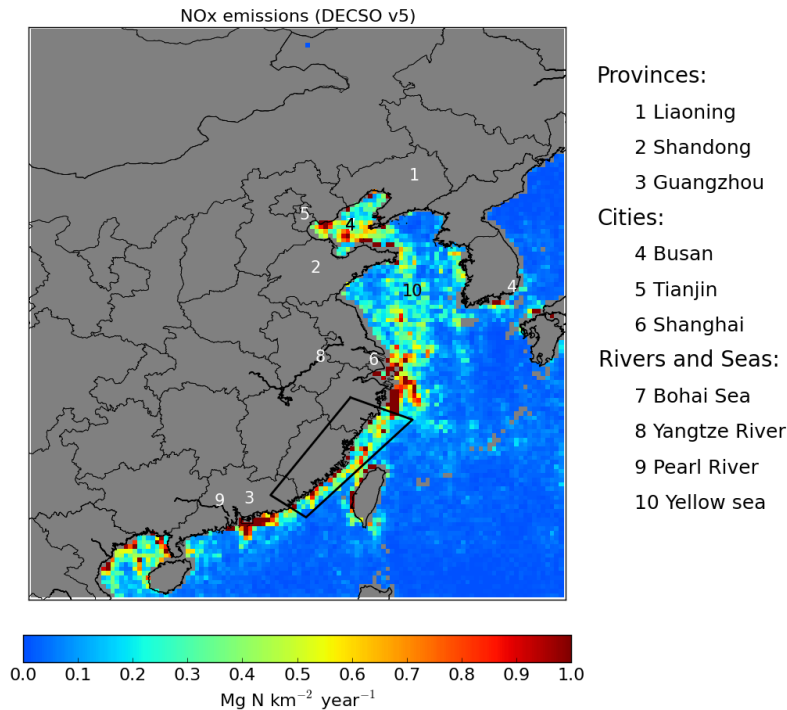 NOx emissions (DECSO v5)
1
5
4
2
10
4
8
6
9
3
Provinces:
1 Liaoning
2 Shandong
3 Guangzhou
Cities:
4 Busan
5 Tianjin
6 Shanghai
Rivers and Seas:
7 Bohai Sea
8 Yangtze River
9 Pearl River
10 Yellow sea
0.0 0.1 0.2 0.3 0.4 0.5 0.6 0.7 0.8 0.9 1.0
Mg N km⁻² year⁻¹